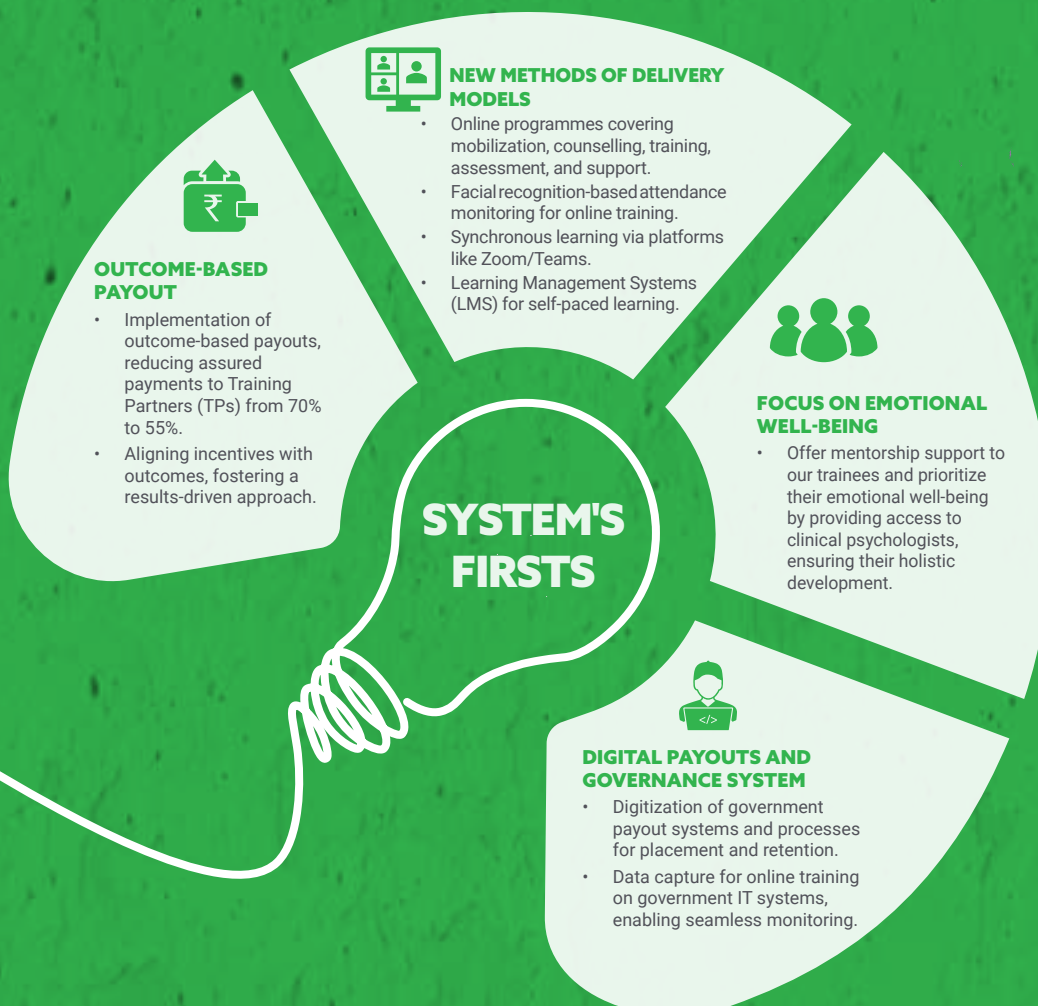 OUTCOME-BASED
PAYOUT
• Implementation of
outcome-based payouts,
reducing assured
payments to Training
Partners (TPs) from 70%
to 55%.
• Aligning incentives with
outcomes, fostering a
results-driven approach.
NEW METHODS OF DELIVERY
MODELS
• Online programmes covering
mobilization, counselling, training,
assessment, and support.
• Facial recognition-based attendance
monitoring for online training.
• Synchronous learning via platforms
like Zoom/Teams.
• Learning Management Systems
(LMS) for self-paced learning.
FOCUS ON EMOTIONAL
WELL-BEING
• Offer mentorship support to
our trainees and prioritize
their emotional well-being
by providing access to
clinical psychologists,
ensuring their holistic
development.
DIGITAL PAYOUTS AND
GOVERNANCE SYSTEM
• Digitization of government
payout systems and processes
for placement and retention.
• Data capture for online training
on government IT systems,
enabling seamless monitoring.
SYSTEM'S
FIRSTS
₹
</>